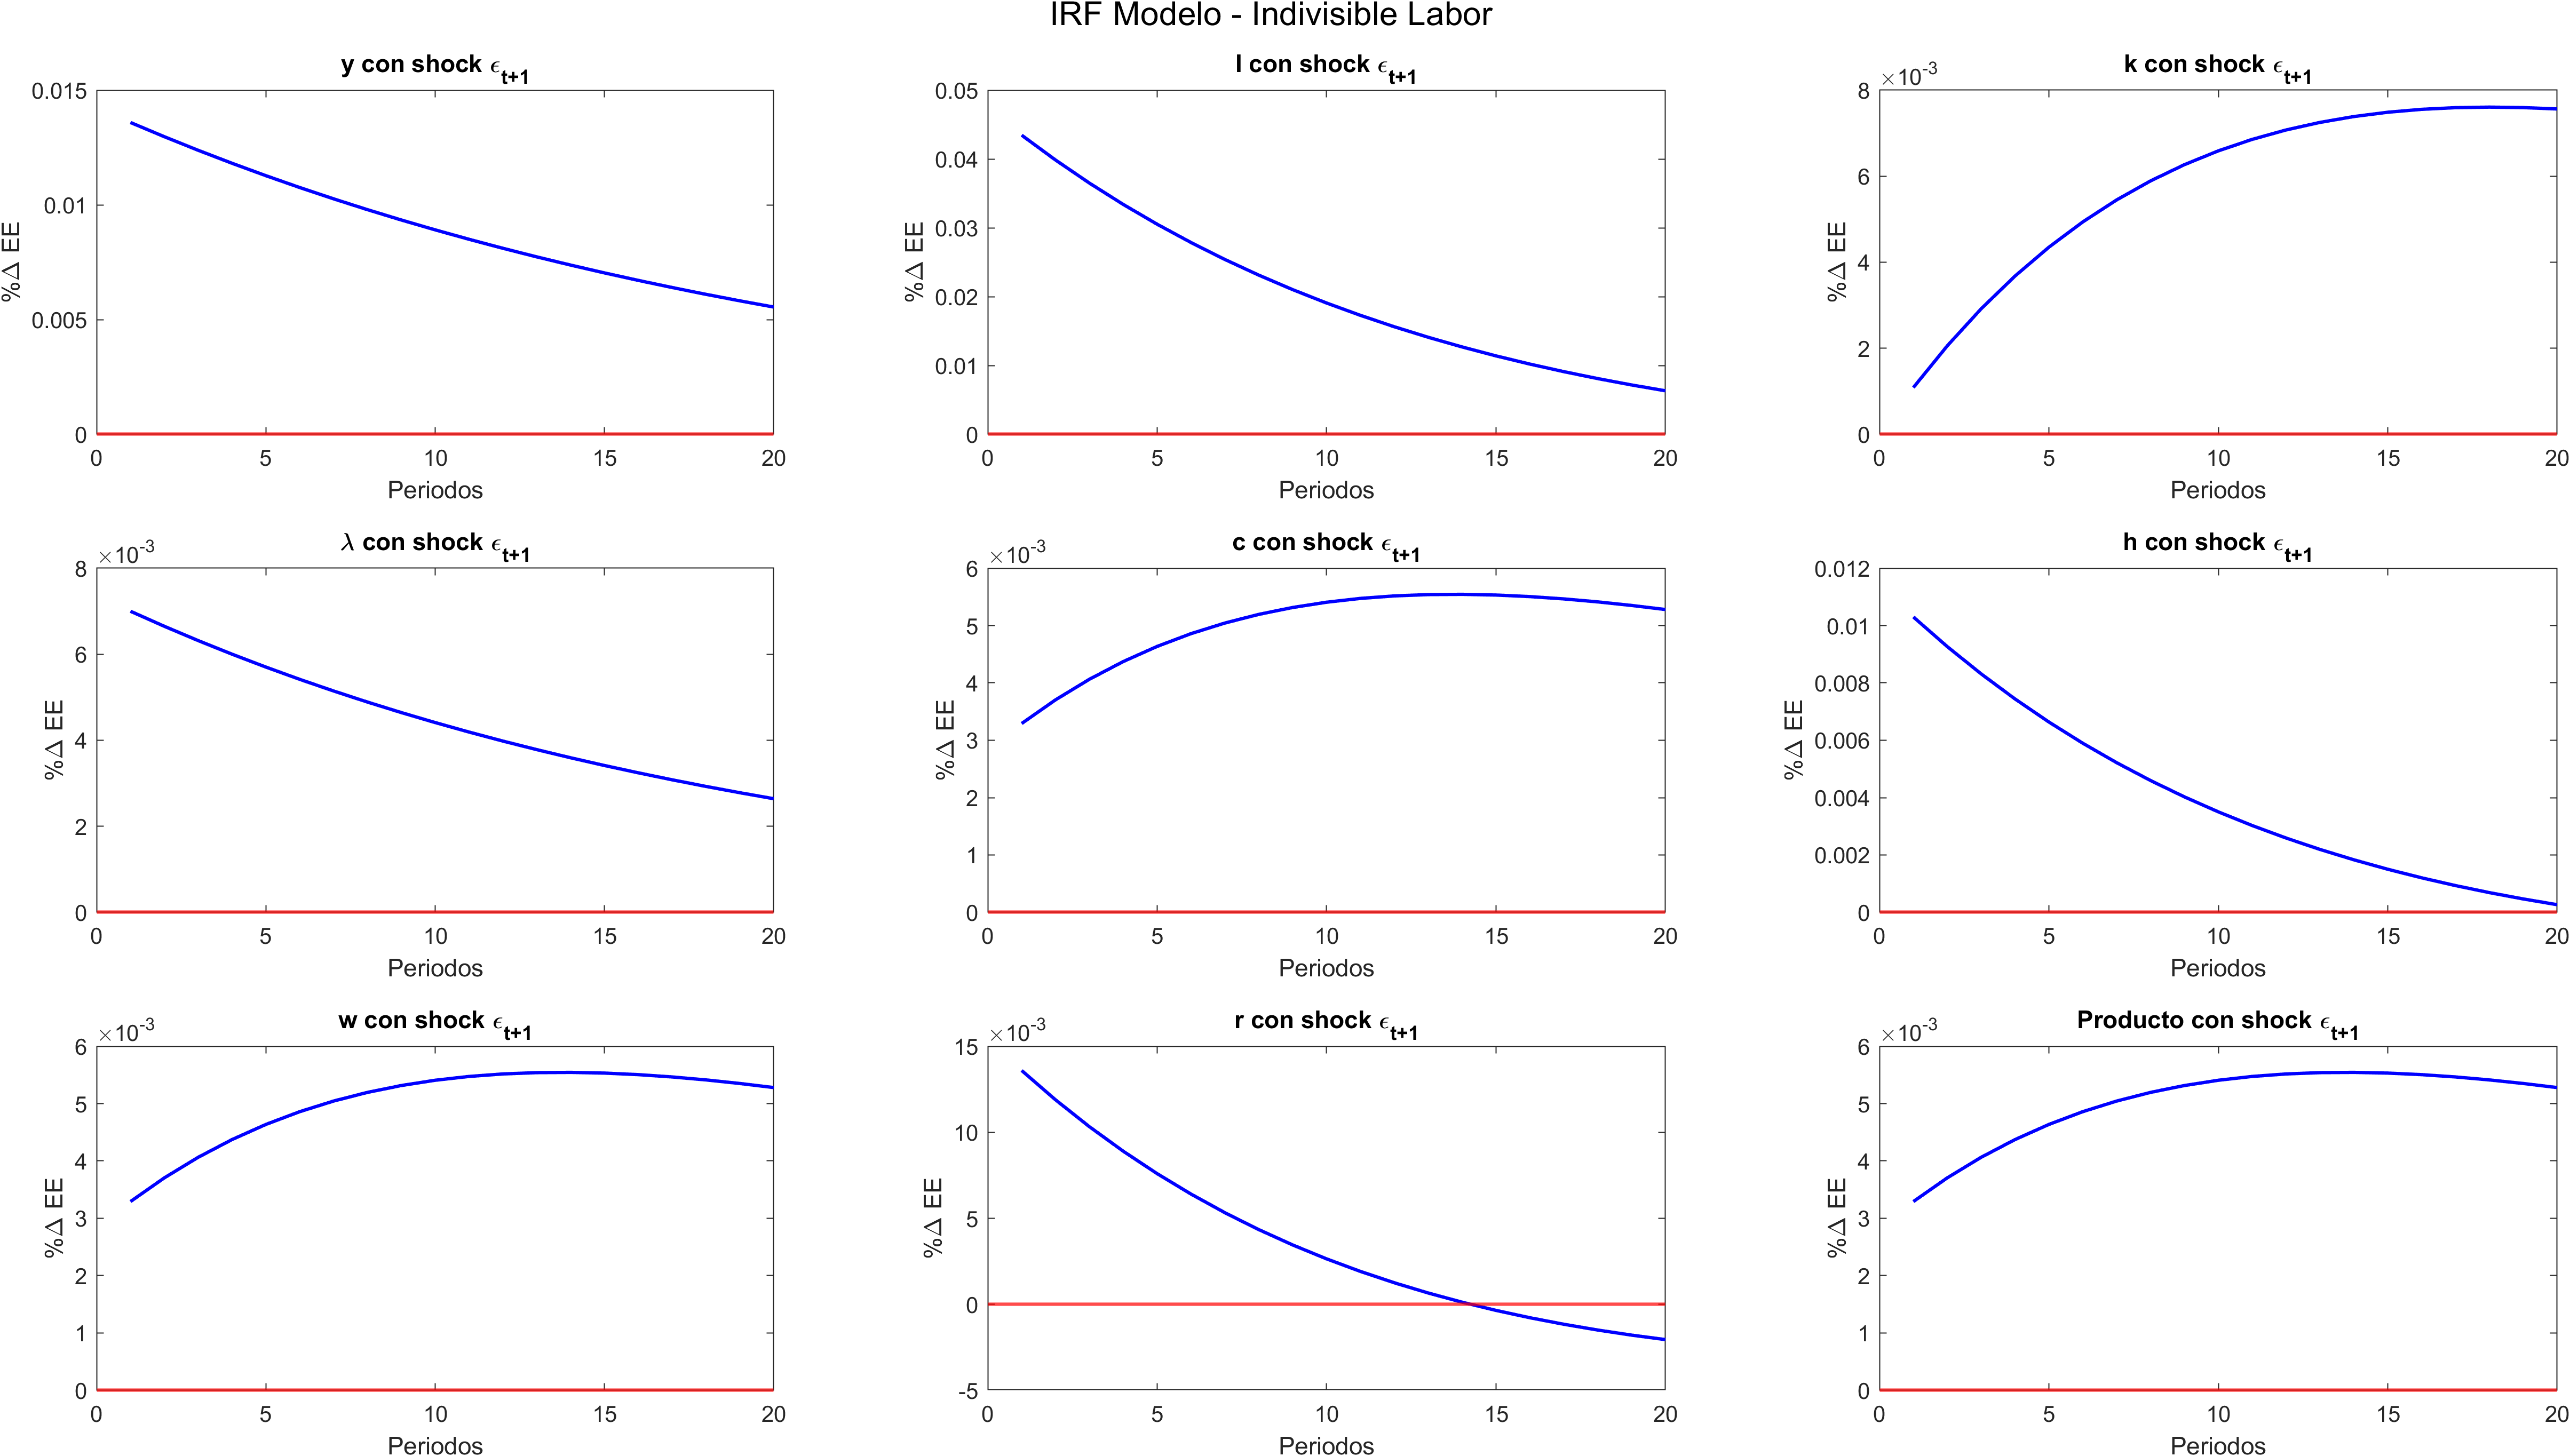 IRF Modelo - Indivisible Labor
y con shock ϵt+1
0.015
0.01
0.005
0
%Δ EE
0 5 10 15 20
Periodos
I con shock ϵt+1
0.05
0.04
0.03
0.02
0.01
0
%Δ EE
0 5 10 15 20
Periodos
k con shock ϵt+1
×10-3
8
6
4
2
0
%Δ EE
0 5 10 15 20
Periodos
λ con shock ϵt+1
×10-3
8
6
4
2
0
%Δ EE
0 5 10 15 20
Periodos
c con shock ϵt+1
×10-3
6
5
4
3
2
1
0
%Δ EE
0 5 10 15 20
Periodos
h con shock ϵt+1
0.012
0.01
0.008
0.006
0.004
0.002
0
%Δ EE
0 5 10 15 20
Periodos
w con shock ϵt+1
×10-3
6
5
4
3
2
1
0
%Δ EE
0 5 10 15 20
Periodos
r con shock ϵt+1
×10-3
15
10
5
0
-5
%Δ EE
0 5 10 15 20
Periodos
Producto con shock ϵt+1
×10-3
6
5
4
3
2
1
0
%Δ EE
0 5 10 15 20
Periodos